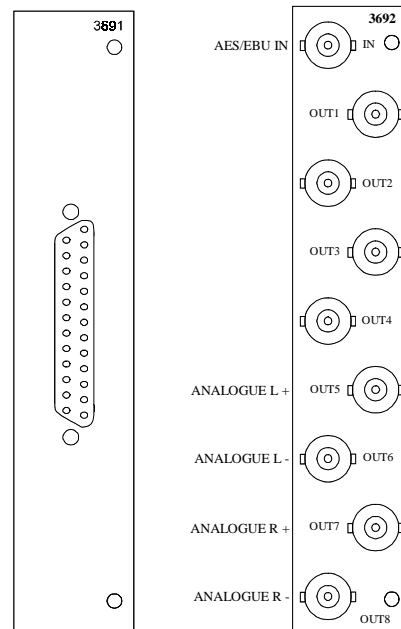 3691
3692
AES/EBU IN
IN
OUT1
OUT2
OUT3
OUT4
ANALOGUE L +
OUT5
ANALOGUE L -
OUT6
ANALOGUE R +
OUT7
ANALOGUE R -
OUT8